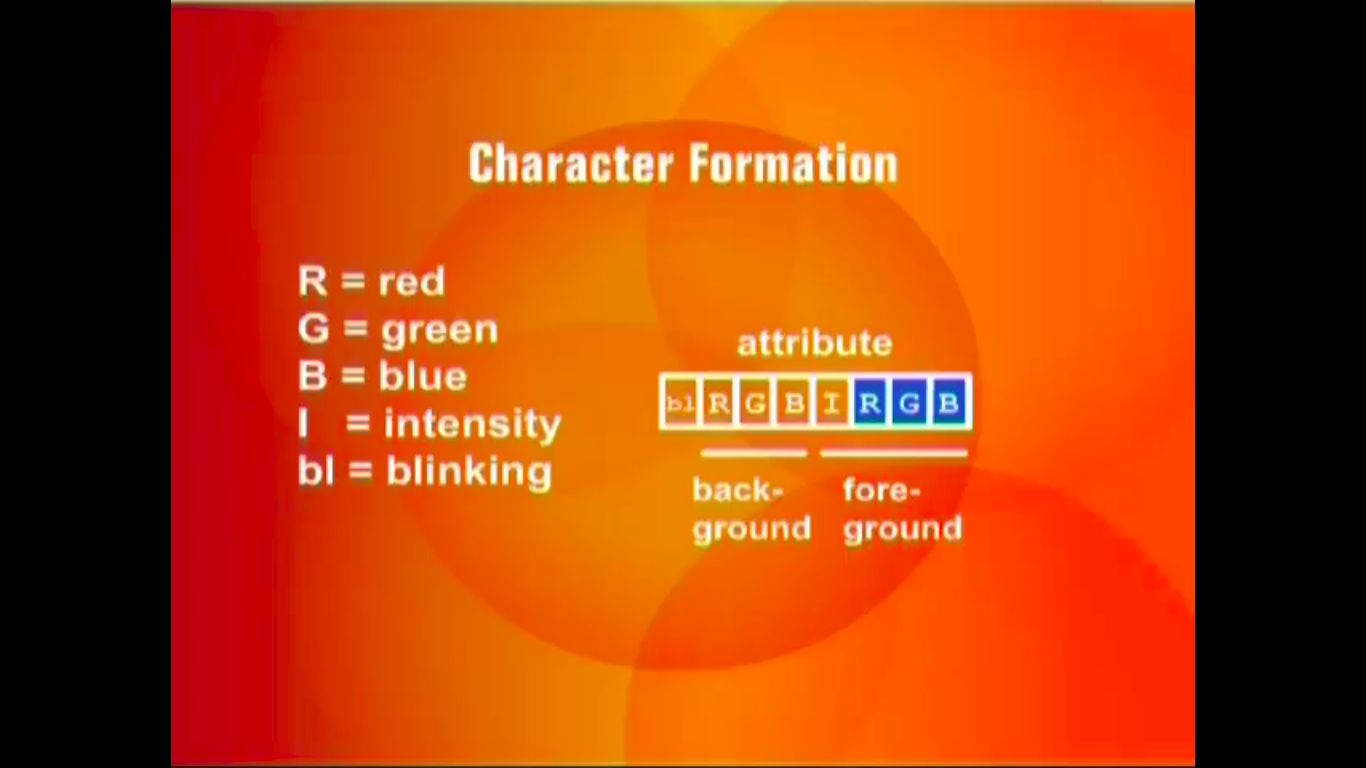 Character Formation
R = red
G = green
B = blue
I = intensity
bl = blinking
attribute
bl R G B I R G B
back-
ground
fore-
ground